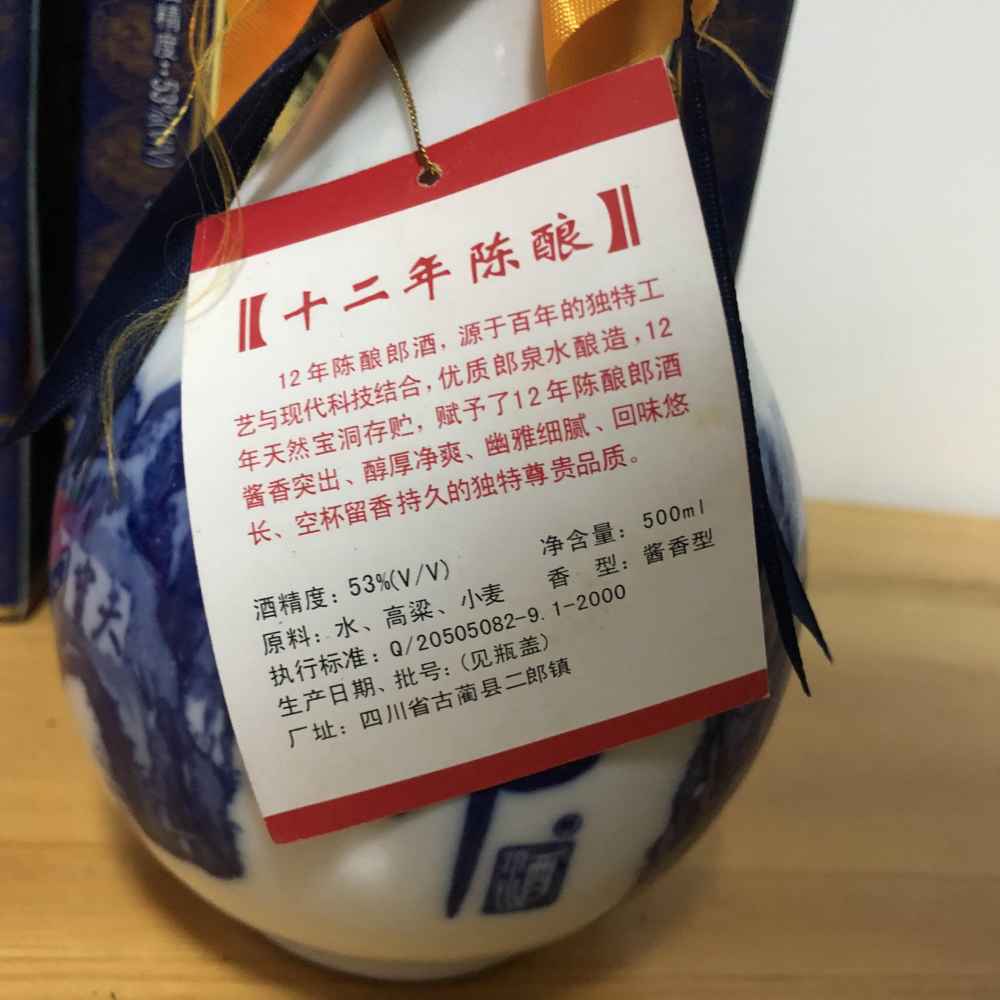 精度:53%(V/V)
【十二年陈酿】
12年陈酿郎酒，源于百年的独特工
艺与现代科技结合，优质郎泉水酿造，12
年天然宝洞存贮，赋予了12年陈酿郎酒
酱香突出、醇厚净爽、幽雅细腻、回味悠
长、空杯留香持久的独特尊贵品质。
酒精度：53%(V/V) 净含量：500ml
原料：水、高粱、小麦 香 型：酱香型
执行标准：Q/20505082-9.1-2000
生产日期、批号：(见瓶盖)
厂址：四川省古蔺县二郎镇
天宝
酒